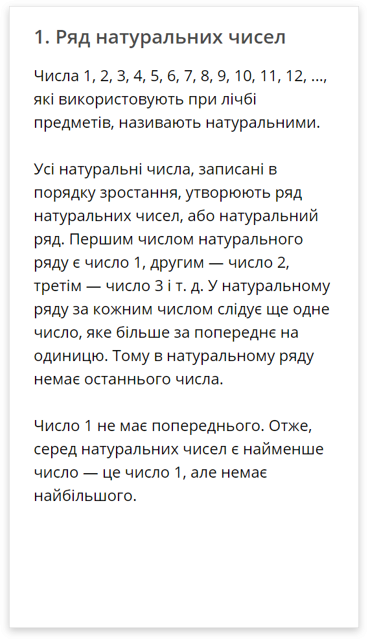 1. Ряд натуральних чисел
Числа 1, 2, 3, 4, 5, 6, 7, 8, 9, 10, 11, 12, ...,
які використовують при лічбі
предметів, називають натуральними.
Усі натуральні числа, записані в
порядку зростання, утворюють ряд
натуральних чисел, або натуральний
ряд. Першим числом натурального
ряду є число 1, другим — число 2,
третім — число 3 і т. д. У натуральному
ряду за кожним числом слідує ще одне
число, яке більше за попереднє на
одиницю. Тому в натуральному ряду
немає останнього числа.
Число 1 не має попереднього. Отже,
серед натуральних чисел є найменше
число — це число 1, але немає
найбільшого.